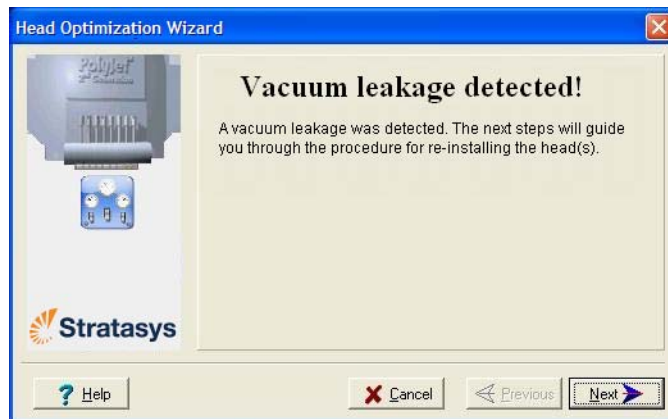 Head Optimization Wizard
PolyJet
Vacuum leakage detected!
A vacuum leakage was detected. The next steps will guide
you through the procedure for re-installing the head(s).
Stratasys
? Help
Cancel
Previous
Next